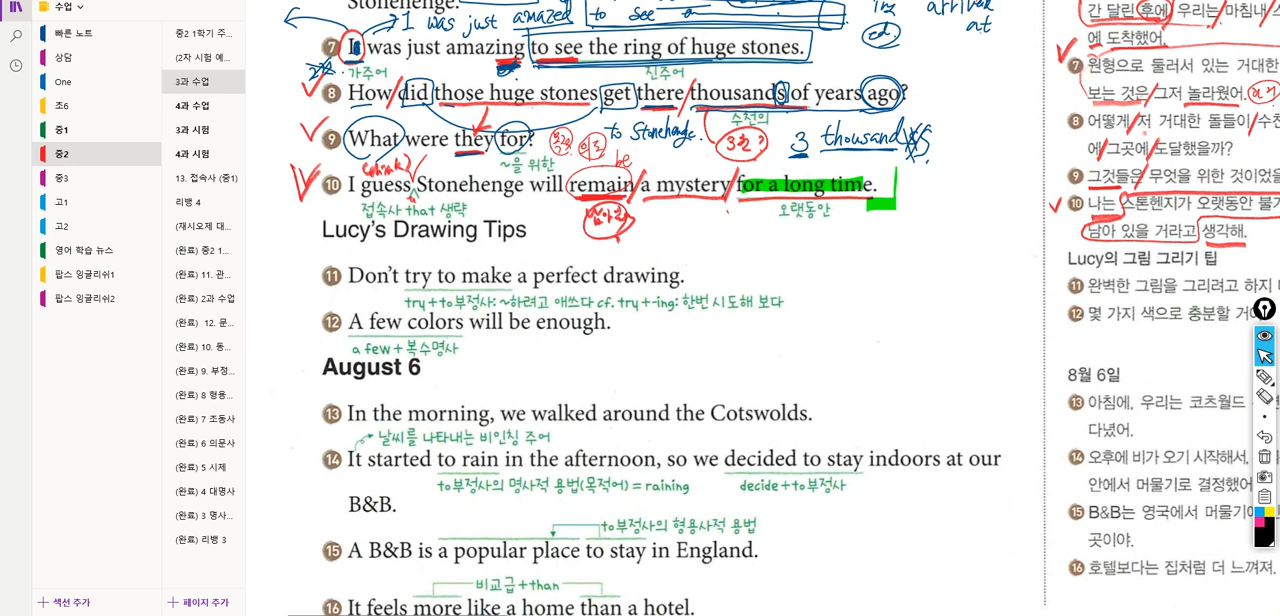 수업
빠른 노트
상담
One
초6
중1
중2
중3
고1
고2
영어 학습 뉴스
팝스 잉글리쉬1
팝스 잉글리쉬2
섹션 추가
중2 1학기 주...
(2차 시험 예...
3과 수업
4과 수업
3과 시험
4과 시험
13. 접속사 (중1)
리뱅 4
(재시오제 대...
(완료) 중2 1...
(완료) 11. 관...
(완료) 2과 수업
(완료) 12. 문...
(완료) 10. 동...
(완료) 9. 부정...
(완료) 8 형용...
(완료) 7 조동사
(완료) 6 의문사
(완료) 5 시제
(완료) 4 대명사
(완료) 3 명사...
(완료) 리뱅 3
페이지 추가
Stonehenge.
I was just amazed to see a
arrived
at
ed
⑦ It was just amazing to see the ring of huge stones.
가주어 진주어
⑧ How did those huge stones get there thousands of years ago?
수천의
to Stonehenge
3 thousand
⑨ What were they for?
~을 위한
be
⑩ I guess Stonehenge will remain a mystery for a long time.
접속사 that 생략 오랫동안
Lucy's Drawing Tips
⑪ Don't try to make a perfect drawing.
try+to부정사: ~하려고 애쓰다 cf. try+-ing: 한번 시도해 보다
⑫ A few colors will be enough.
a few+복수명사
August 6
⑬ In the morning, we walked around the Cotswolds.
날씨를 나타내는 비인칭 주어
⑭ It started to rain in the afternoon, so we decided to stay indoors at our
to부정사의 명사적 용법(목적어) = raining decide+to부정사
B&B.
to부정사의 형용사적 용법
⑮ A B&B is a popular place to stay in England.
비교급+than
⑯ It feels more like a home than a hotel.
간 달린 후에 우리는 마침내
에 도착했어.
⑦ 원형으로 둘러서 있는 거대한
보는 것은 그저 놀라웠어.
⑧ 어떻게 저 거대한 돌들이 수천
에 그곳에 도달했을까?
⑨ 그것들은 무엇을 위한 것이었을
⑩ 나는 스톤헨지가 오랫동안 불가
남아 있을 거라고 생각해.
Lucy의 그림 그리기 팁
⑪ 완벽한 그림을 그리려고 하지
⑫ 몇 가지 색으로 충분할 거야
8월 6일
⑬ 아침에, 우리는 코츠월드
다녔어.
⑭ 오후에 비가 오기 시작해서,
안에서 머물기로 결정했어
⑮ B&B는 영국에서 머물기에
곳이야.
⑯ 호텔보다는 집처럼 더 느껴져.